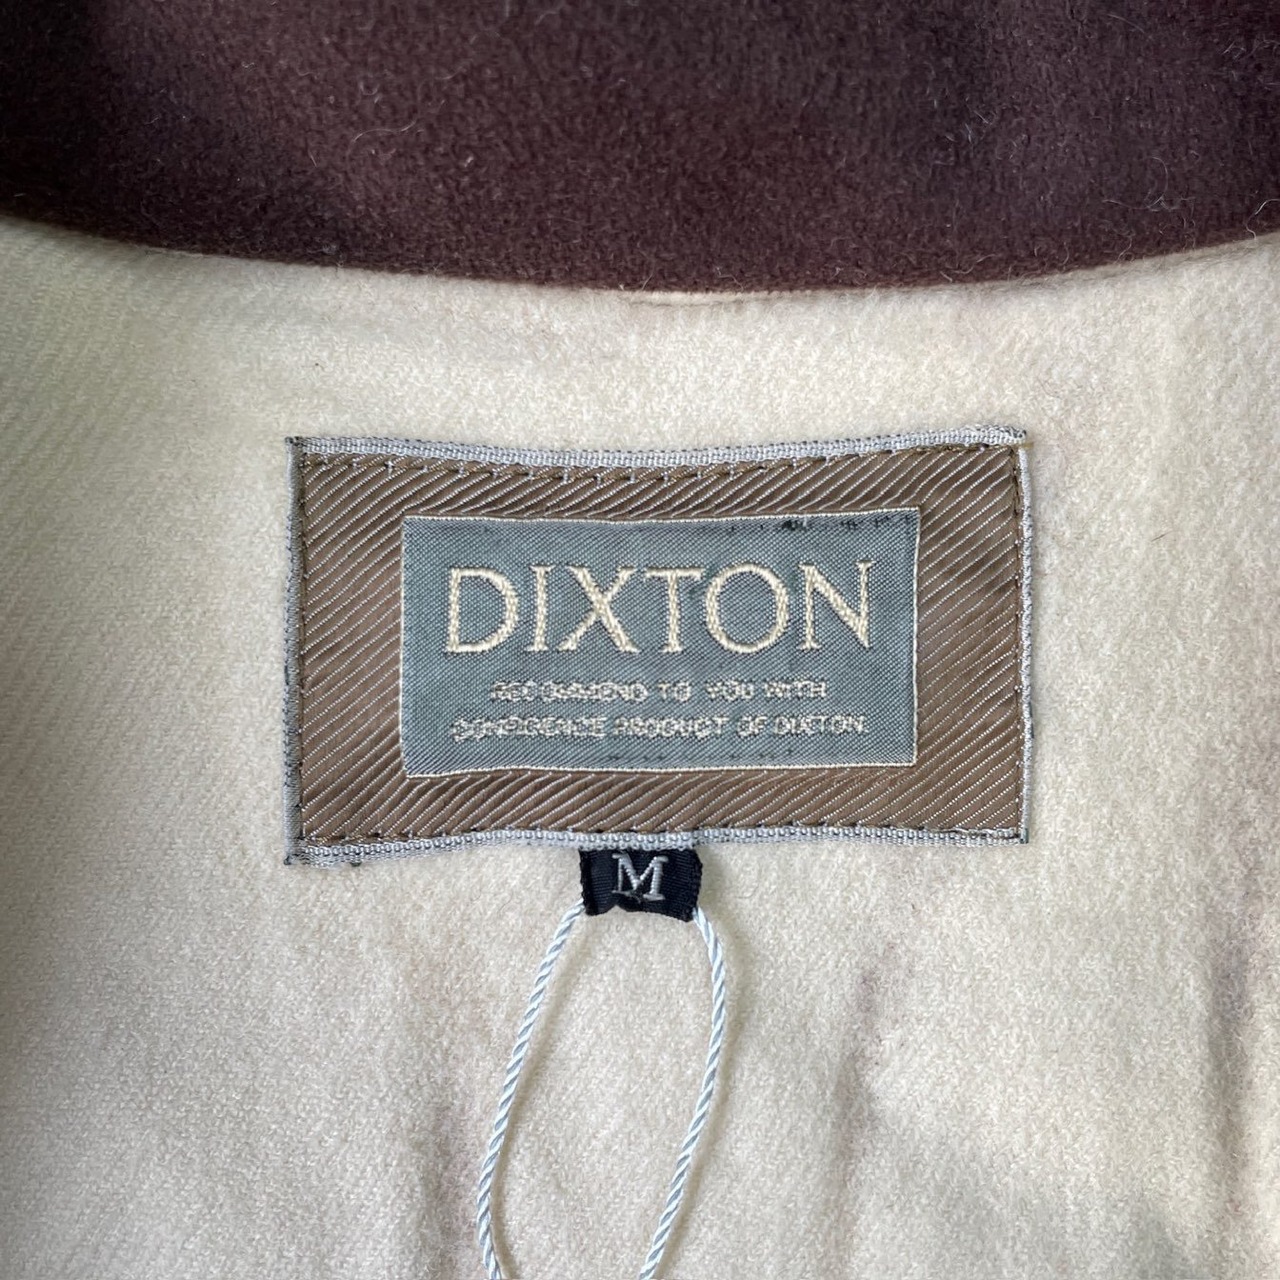 DIXTON
RECOMMEND TO YOU WITH
CONFIDENCE PRODUCT OF DIXTON
M